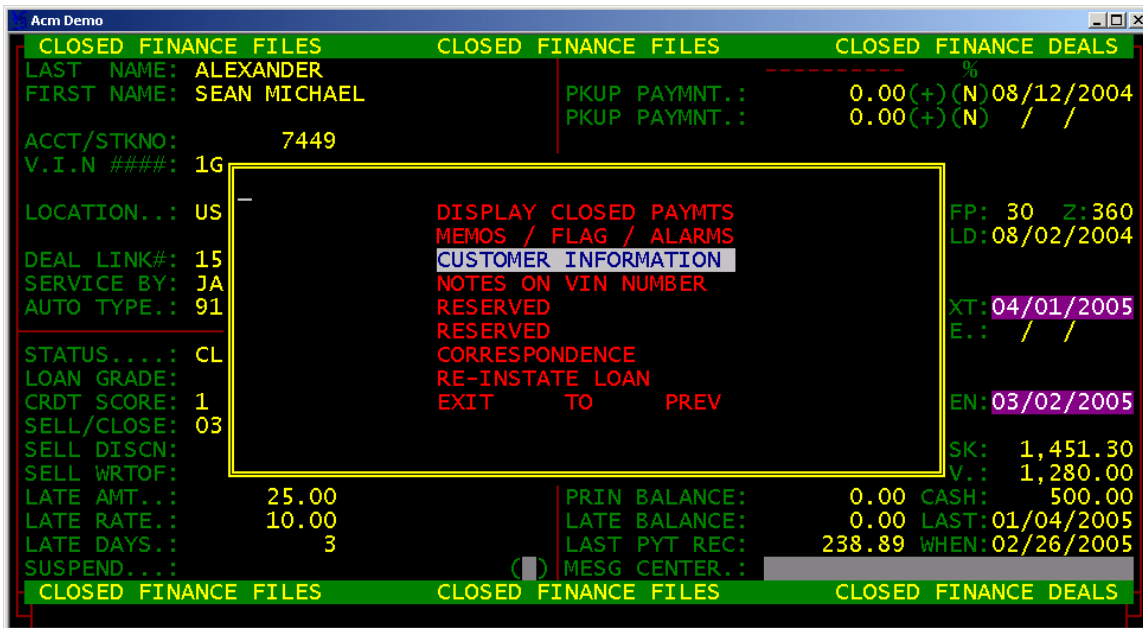 Acm Demo
CLOSED FINANCE FILES CLOSED FINANCE FILES CLOSED FINANCE DEALS
LAST NAME: ALEXANDER ---------- %
FIRST NAME: SEAN MICHAEL PKUP PAYMNT.: 0.00(+)(N)08/12/2004
PKUP PAYMNT.: 0.00(+)(N) / /
ACCT/STKNO: 7449
V.I.N ####: 1G
LOCATION..: US DISPLAY CLOSED PAYMTS FP: 30 Z:360
MEMOS / FLAG / ALARMS LD:08/02/2004
DEAL LINK#: 15 CUSTOMER INFORMATION
SERVICE BY: JA NOTES ON VIN NUMBER
AUTO TYPE.: 91 RESERVED XT:04/01/2005
RESERVED E.: / /
STATUS....: CL CORRESPONDENCE
LOAN GRADE: RE-INSTATE LOAN
CRDT SCORE: 1 EXIT TO PREV EN:03/02/2005
SELL/CLOSE: 03
SELL DISCN: SK: 1,451.30
SELL WRTOF: V.: 1,280.00
LATE AMT..: 25.00 PRIN BALANCE: 0.00 CASH: 500.00
LATE RATE.: 10.00 LATE BALANCE: 0.00 LAST:01/04/2005
LATE DAYS.: 3 LAST PYT REC: 238.89 WHEN:02/26/2005
SUSPEND...: ( ) MESG CENTER.:
CLOSED FINANCE FILES CLOSED FINANCE FILES CLOSED FINANCE DEALS